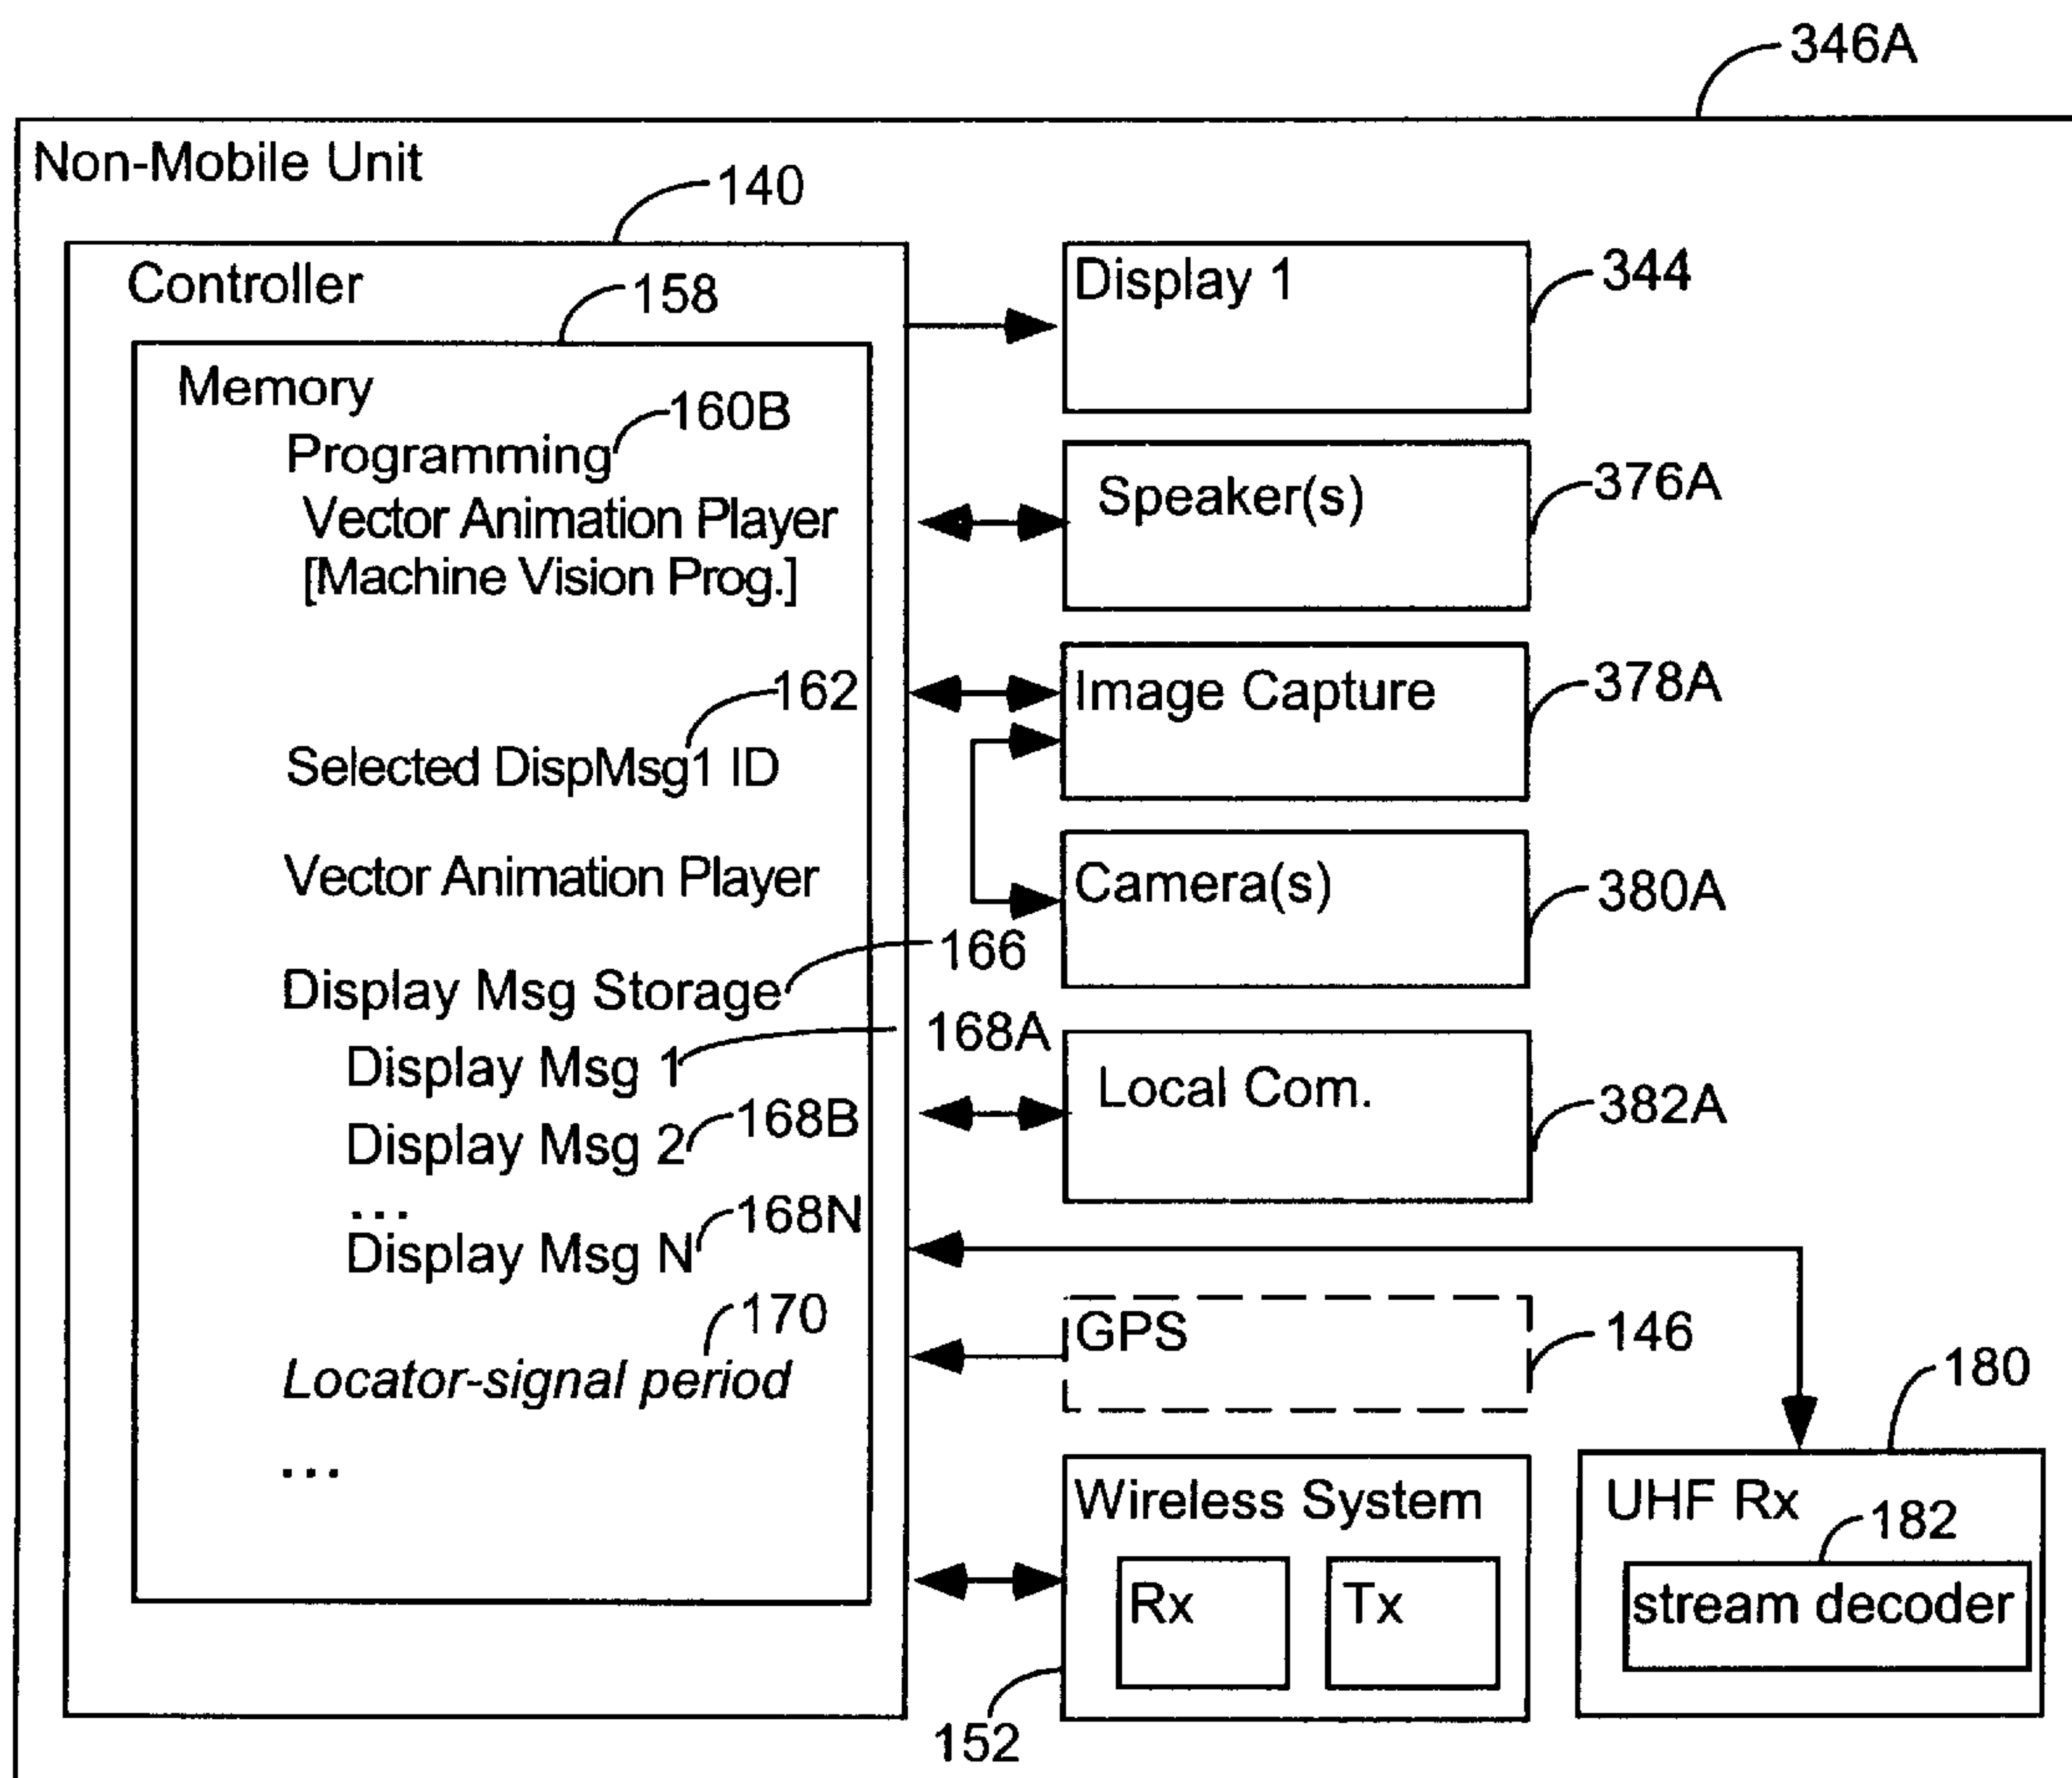 346A
Non-Mobile Unit
140
Controller
158
Memory
160B
Programming
Vector Animation Player
[Machine Vision Prog.]
162
Selected DispMsg1 ID
Vector Animation Player
166
Display Msg Storage
168A
Display Msg 1
168B
Display Msg 2
...
168N
Display Msg N
170
Locator-signal period
...
Display 1
344
Speaker(s)
376A
Image Capture
378A
Camera(s)
380A
Local Com.
382A
GPS
146
Wireless System
Rx
Tx
152
180
UHF Rx
182
stream decoder